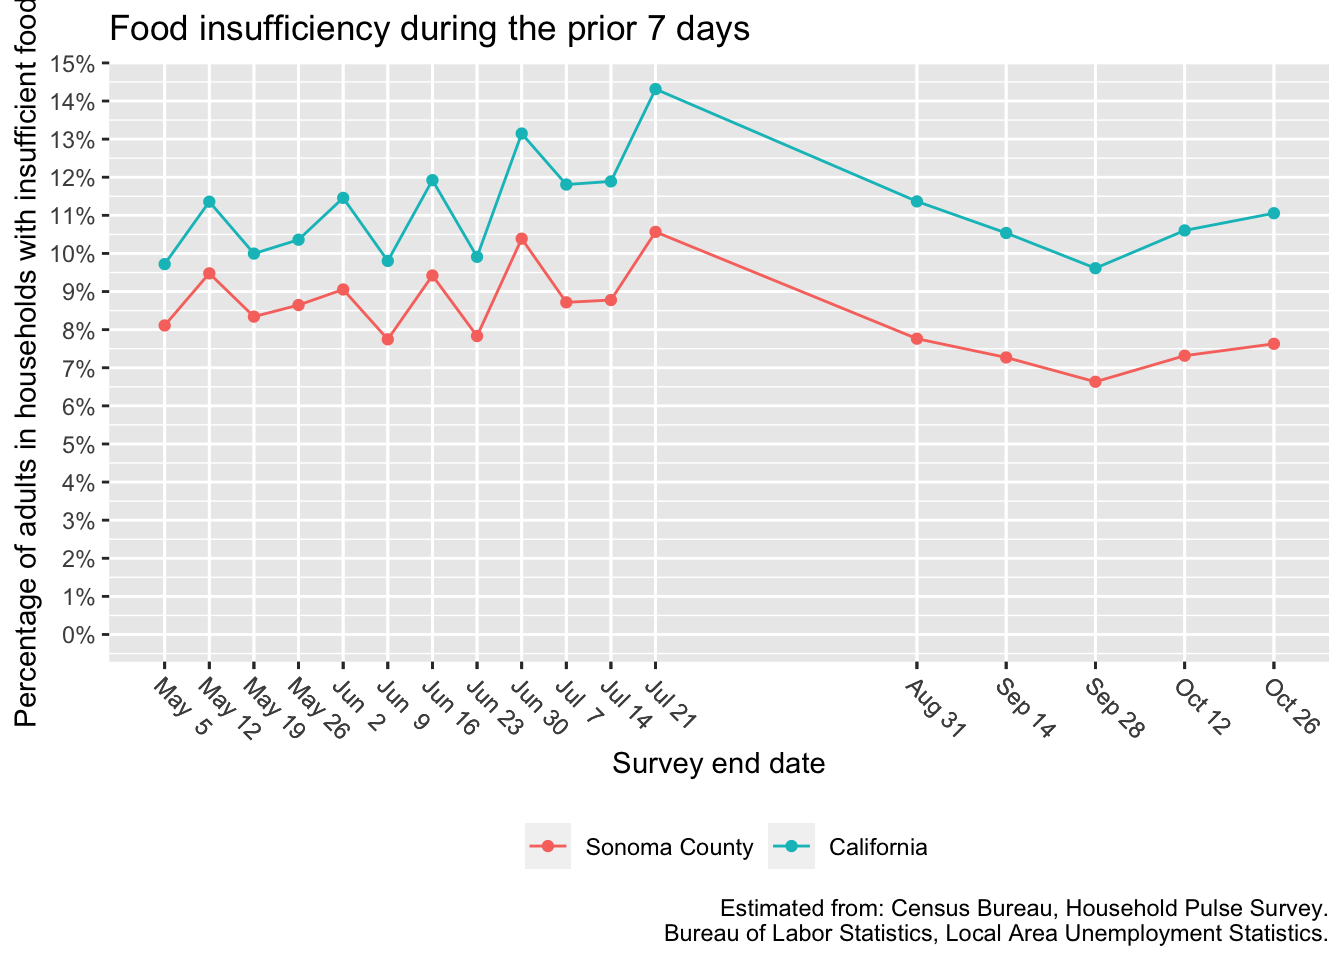 Food insufficiency during the prior 7 days
Percentage of adults in households with insufficient food
15%
14%
13%
12%
11%
10%
9%
8%
7%
6%
5%
4%
3%
2%
1%
0%
May 5
May 12
May 19
May 26
Jun 2
Jun 9
Jun 16
Jun 23
Jun 30
Jul 7
Jul 14
Jul 21
Aug 31
Sep 14
Sep 28
Oct 12
Oct 26
Survey end date
Sonoma County
California
Estimated from: Census Bureau, Household Pulse Survey.
Bureau of Labor Statistics, Local Area Unemployment Statistics.